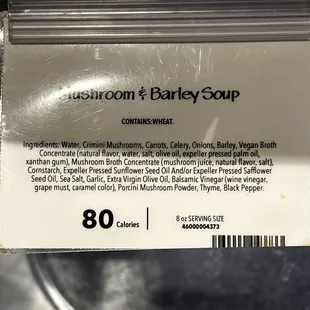 Mushroom & Barley Soup
CONTAINS:WHEAT.
Ingredients: Water, Crimini Mushrooms, Carrots, Celery, Onions, Barley, Vegan Broth
Concentrate (natural flavor, water, salt, olive oil, expeller pressed palm oil,
xanthan gum), Mushroom Broth Concentrate (mushroom juice, natural flavor, salt),
Cornstarch, Expeller Pressed Sunflower Seed Oil And/or Expeller Pressed Safflower
Seed Oil, Sea Salt, Garlic, Extra Virgin Olive Oil, Balsamic Vinegar (wine vinegar,
grape must, caramel color), Porcini Mushroom Powder, Thyme, Black Pepper.
80 Calories
8 oz SERVING SIZE
46000004373